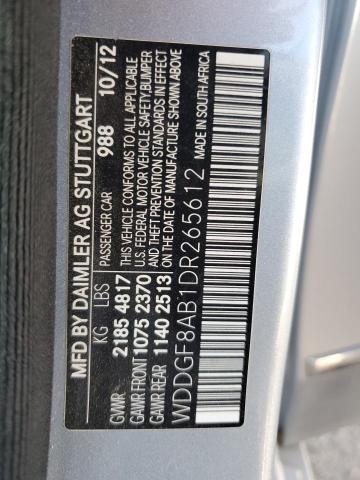 MFD BY DAIMLER AG STUTTGART
KG LBS PASSENGER CAR 988 10/12
GVWR 2185 4817 THIS VEHICLE CONFORMS TO ALL APPLICABLE
GAWR FRONT 1075 2370 U.S. FEDERAL MOTOR VEHICLE SAFETY,BUMPER
GAWR REAR 1140 2513 AND THEFT PREVENTION STANDARDS IN EFFECT
ON THE DATE OF MANUFACTURE SHOWN ABOVE
WDDGF8AB1DR265612 MADE IN SOUTH AFRICA